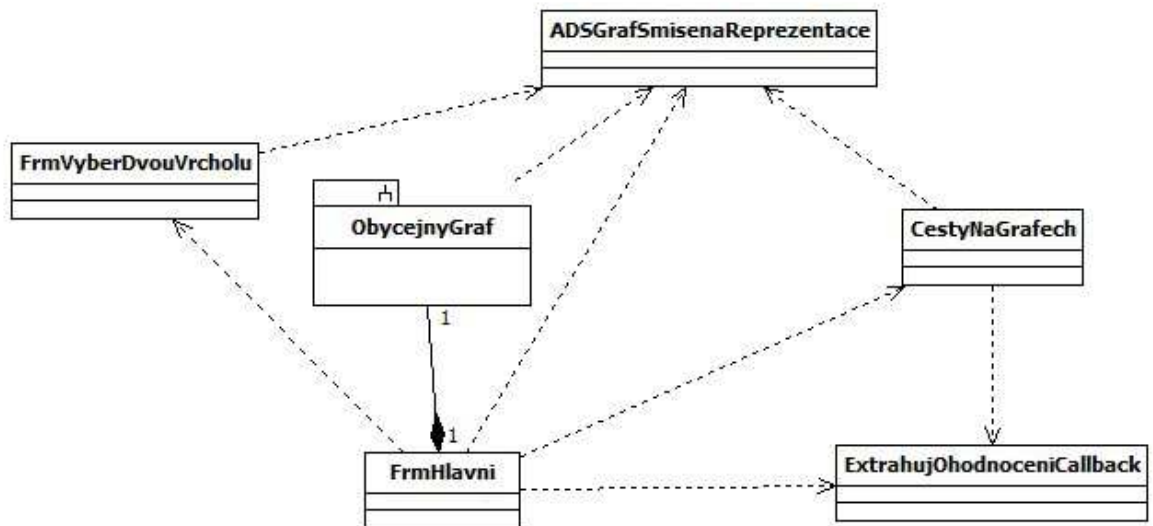 ADSGrafSmisenaReprezentace
FrmVyberDvouVrcholu
ObycejnyGraf
CestyNaGrafech
1
1
FrmHlavni
ExtrahujOhodnoceniCallback